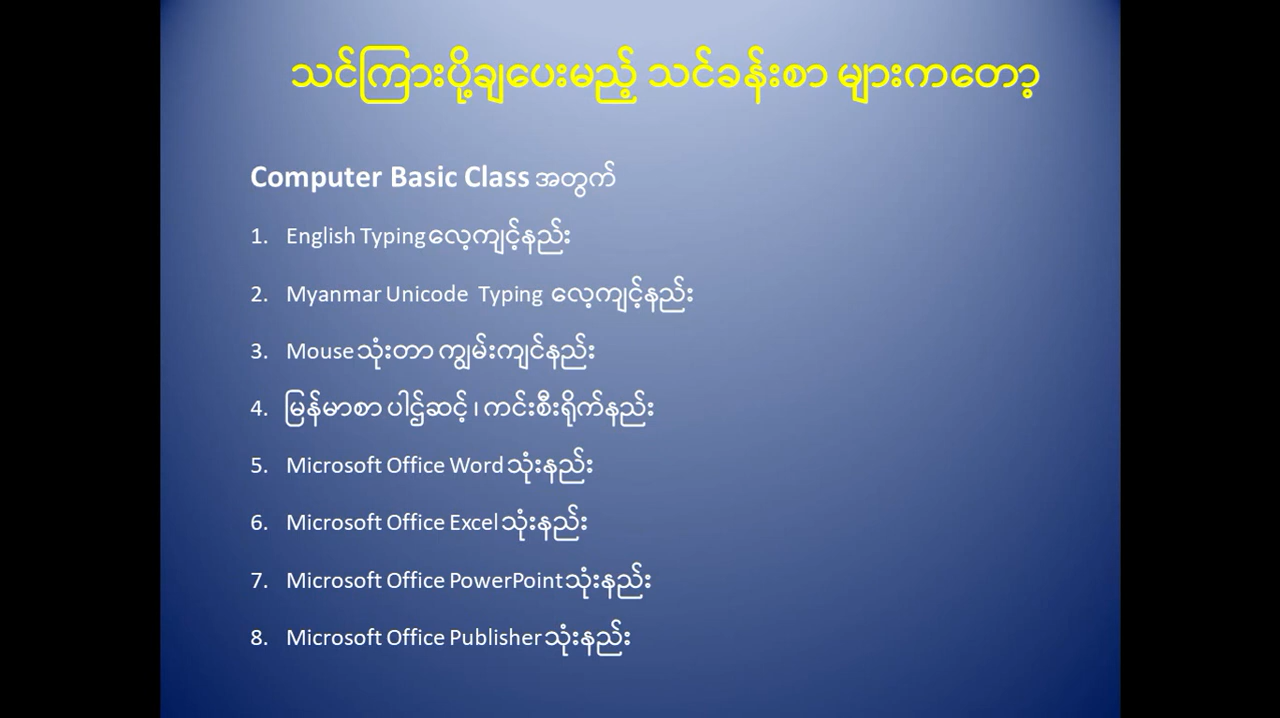 သင်ကြားပို့ချပေးမည့် သင်ခန်းစာ များကတော့
Computer Basic Class အတွက်
1. English Typing လေ့ကျင့်နည်း
2. Myanmar Unicode Typing လေ့ကျင့်နည်း
3. Mouse သုံးတာ ကျွမ်းကျင်နည်း
4. မြန်မာစာ ပါဌ်ဆင့် ၊ ကင်းစီးရိုက်နည်း
5. Microsoft Office Word သုံးနည်း
6. Microsoft Office Excel သုံးနည်း
7. Microsoft Office PowerPoint သုံးနည်း
8. Microsoft Office Publisher သုံးနည်း